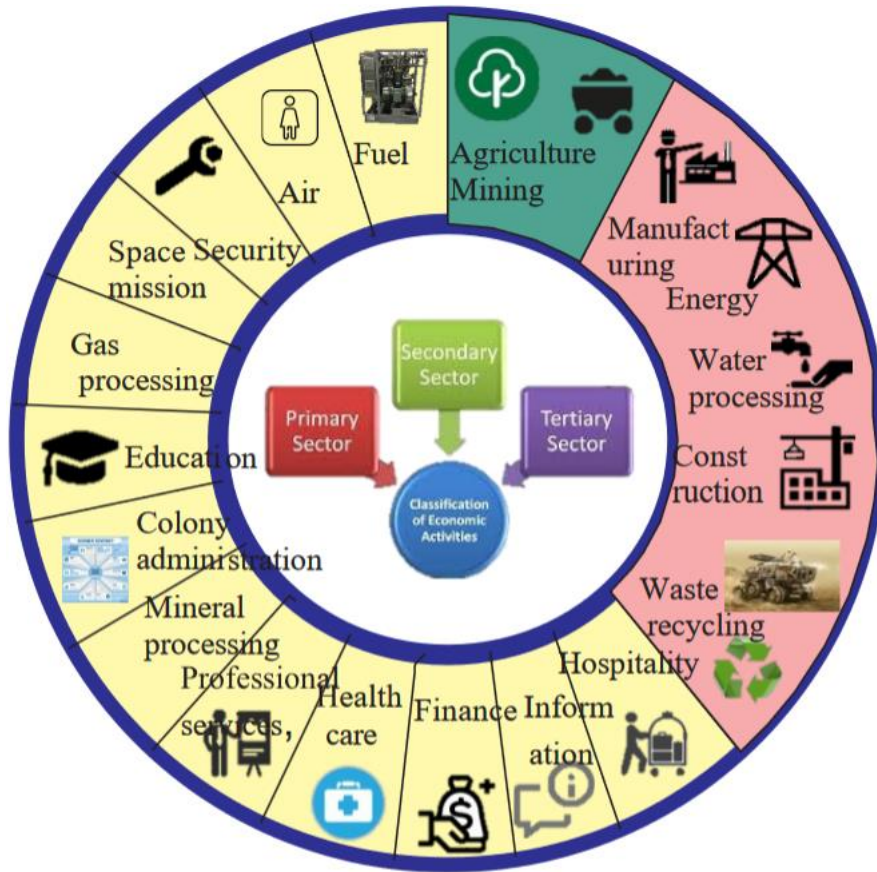 Fuel
Agriculture
Mining
Manufact
uring
Energy
Water
processing
Const
ruction
Waste
recycling
Hospitality
Inform
ation
Finance
Health
care
Professional
services,
Mineral
processing
Colony
administration
Education
Gas
processing
Space
mission
Security
Air
Primary
Sector
Secondary
Sector
Tertiary
Sector
Classification
of Economic
Activities